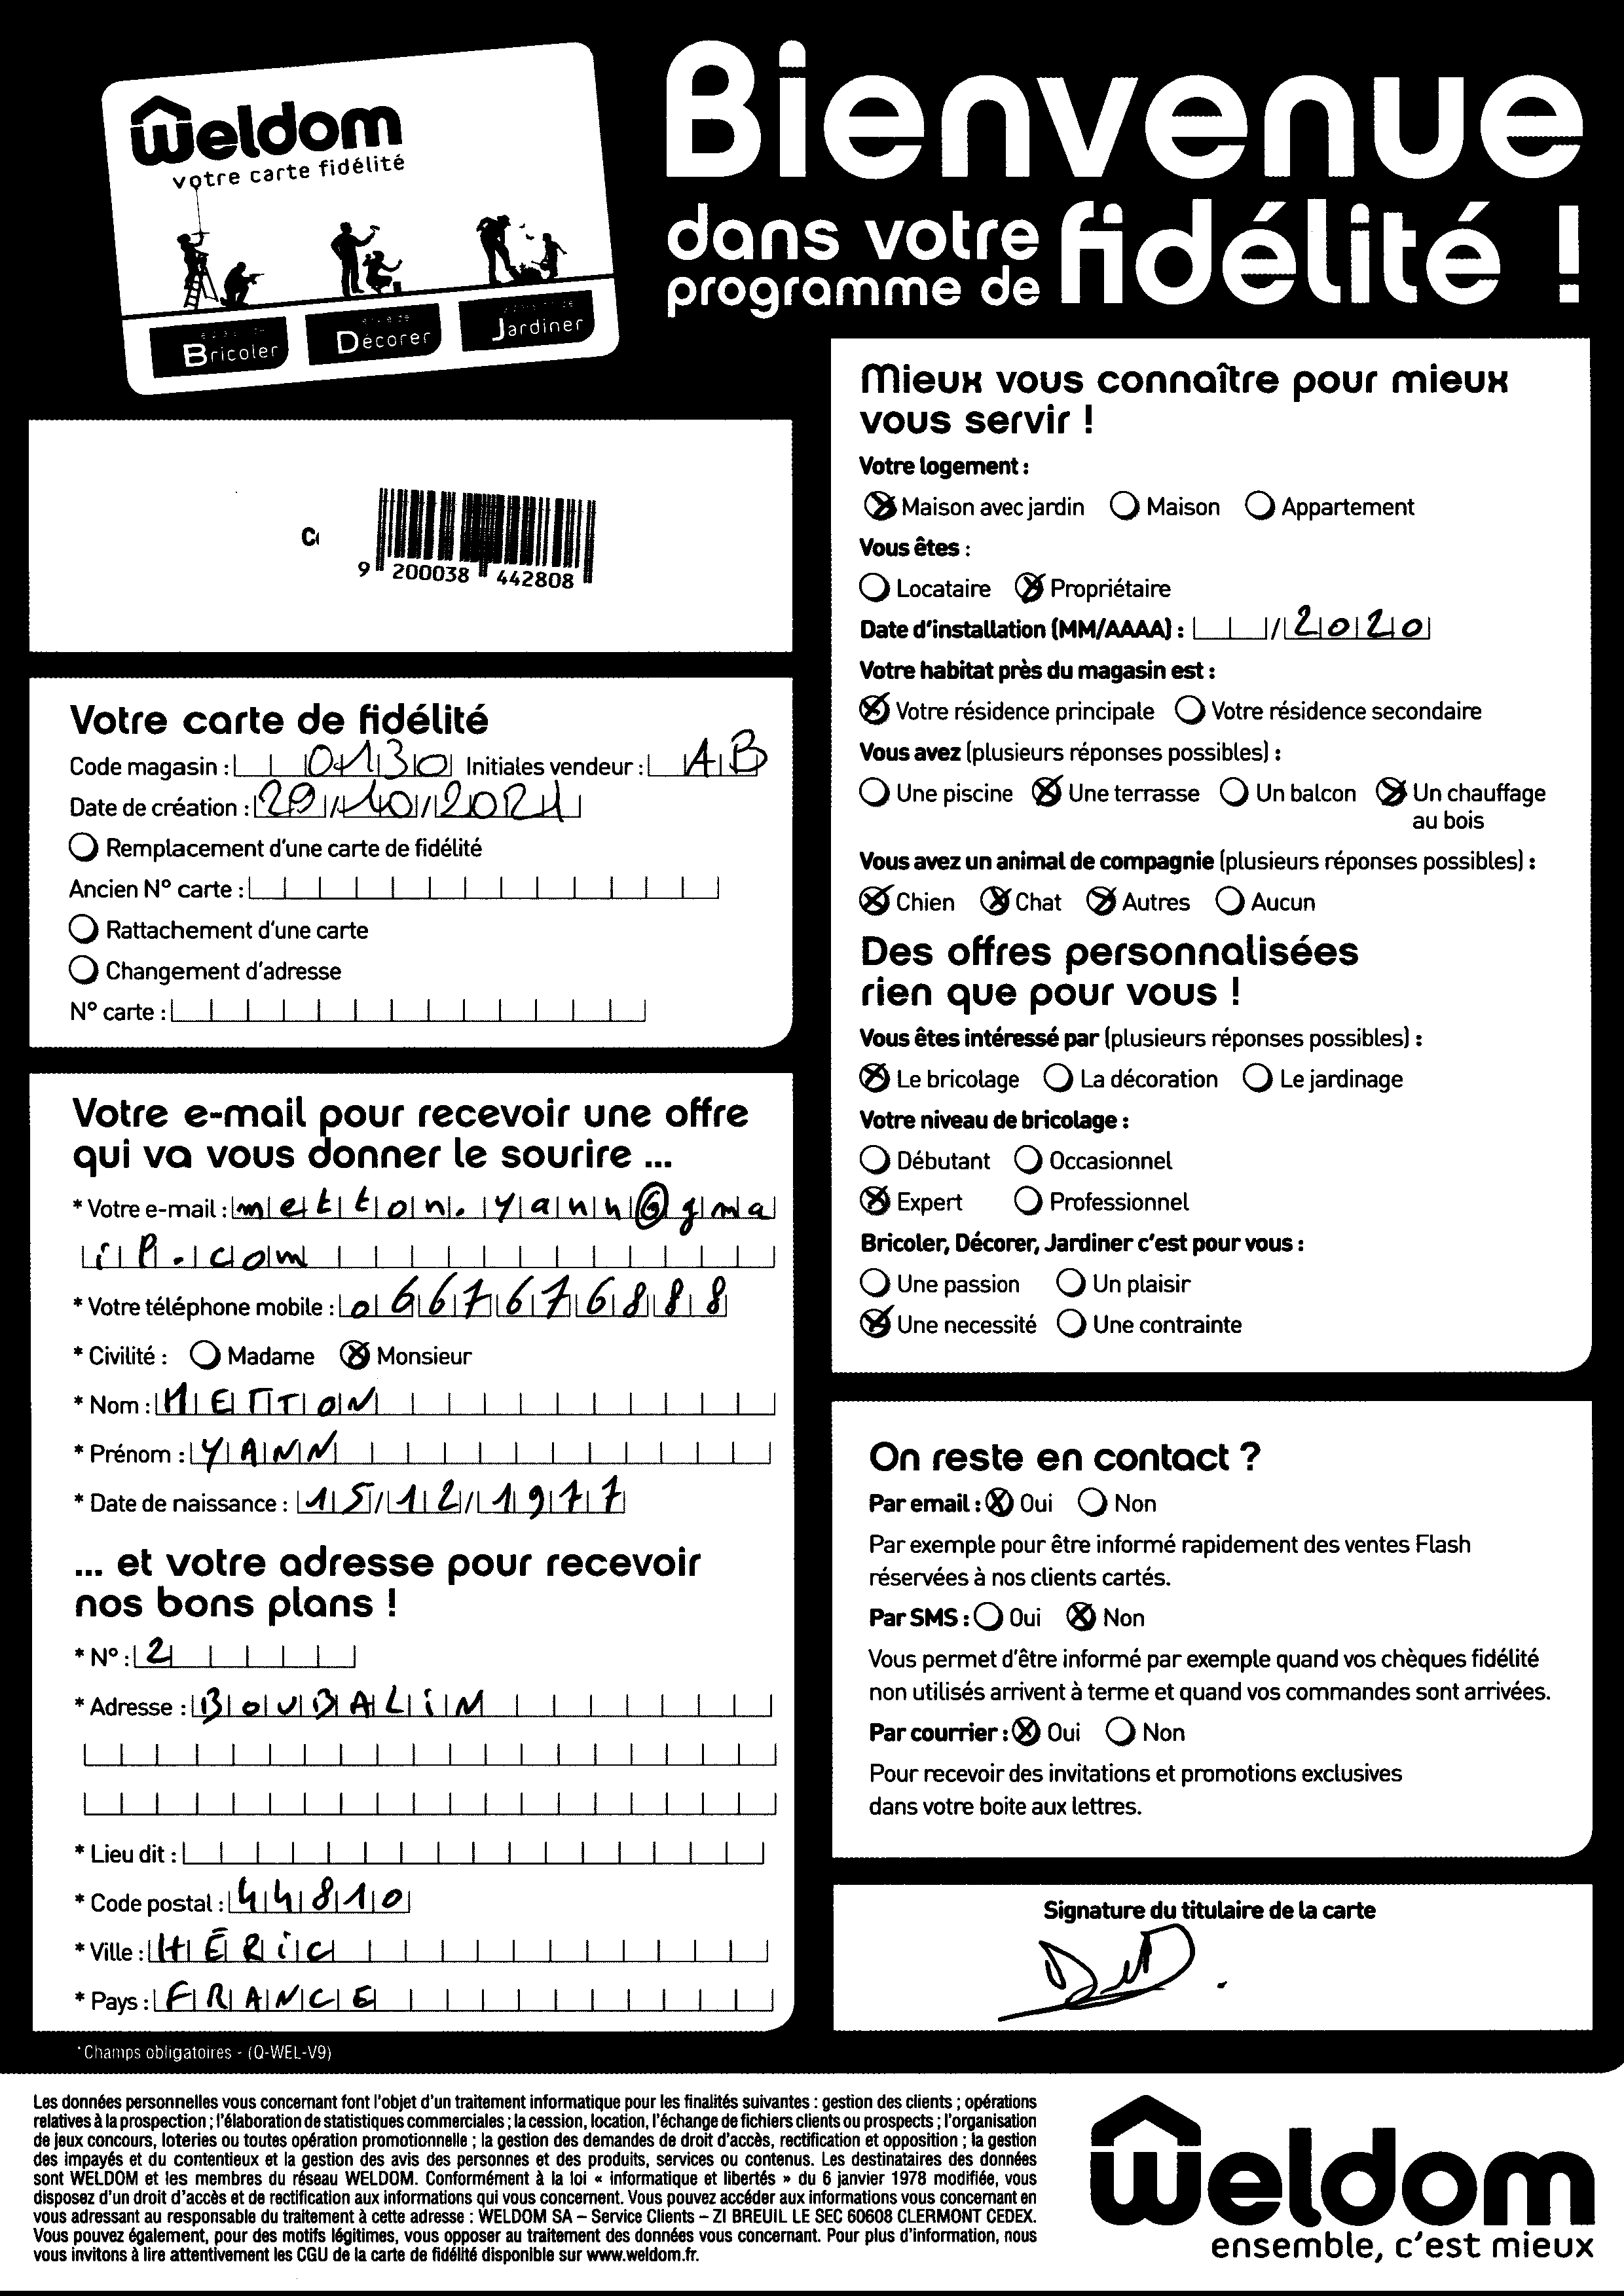 Weldom
votre carte fidélité
Bricoler
Décorer
Jardiner
Bienvenue
dans votre
programme de
fidélité !
9 200038 442808
Votre carte de fidélité
Code magasin : 0130 Initiales vendeur : AB
Date de création : 29/10/2021
Remplacement d'une carte de fidélité
Ancien N° carte :
Rattachement d'une carte
Changement d'adresse
N° carte :
Votre e-mail pour recevoir une offre
qui va vous donner le sourire ...
* Votre e-mail : metton.yann@gma
il.com
* Votre téléphone mobile : 0667676888
* Civilité : Madame Monsieur
* Nom : METTON
* Prénom : YANN
* Date de naissance : 15/12/1977
... et votre adresse pour recevoir
nos bons plans !
* N° : 2
* Adresse : BOUBALIN
* Lieu dit :
* Code postal : 44810
* Ville : HÉRiC
* Pays : FRANCE
*Champs obligatoires - (Q-WEL-V9)
Mieux vous connaître pour mieux
vous servir !
Votre logement :
Maison avec jardin Maison Appartement
Vous êtes :
Locataire Propriétaire
Date d'installation (MM/AAAA) : /2020
Votre habitat près du magasin est :
Votre résidence principale Votre résidence secondaire
Vous avez (plusieurs réponses possibles) :
Une piscine Une terrasse Un balcon Un chauffage
au bois
Vous avez un animal de compagnie (plusieurs réponses possibles) :
Chien Chat Autres Aucun
Des offres personnalisées
rien que pour vous !
Vous êtes intéressé par (plusieurs réponses possibles) :
Le bricolage La décoration Le jardinage
Votre niveau de bricolage :
Débutant Occasionnel
Expert Professionnel
Bricoler, Décorer, Jardiner c'est pour vous :
Une passion Un plaisir
Une necessité Une contrainte
On reste en contact ?
Par email : Oui Non
Par exemple pour être informé rapidement des ventes Flash
réservées à nos clients cartés.
Par SMS : Oui Non
Vous permet d'être informé par exemple quand vos chèques fidélité
non utilisés arrivent à terme et quand vos commandes sont arrivées.
Par courrier : Oui Non
Pour recevoir des invitations et promotions exclusives
dans votre boite aux lettres.
Signature du titulaire de la carte
Les données personnelles vous concernant font l'objet d'un traitement informatique pour les finalités suivantes : gestion des clients ; opérations
relatives à la prospection ; l'élaboration de statistiques commerciales ; la cession, location, l'échange de fichiers clients ou prospects ; l'organisation
de jeux concours, loteries ou toutes opération promotionnelle ; la gestion des demandes de droit d'accès, rectification et opposition ; la gestion
des impayés et du contentieux et la gestion des avis des personnes et des produits, services ou contenus. Les destinataires des données
sont WELDOM et les membres du réseau WELDOM. Conformément à la loi « informatique et libertés » du 6 janvier 1978 modifiée, vous
disposez d'un droit d'accès et de rectification aux informations qui vous concernent. Vous pouvez accéder aux informations vous concernant en
vous adressant au responsable du traitement à cette adresse : WELDOM SA – Service Clients – ZI BREUIL LE SEC 60608 CLERMONT CEDEX.
Vous pouvez également, pour des motifs légitimes, vous opposer au traitement des données vous concernant. Pour plus d'information, nous
vous invitons à lire attentivement les CGU de la carte de fidélité disponible sur www.weldom.fr.
Weldom
ensemble, c'est mieux